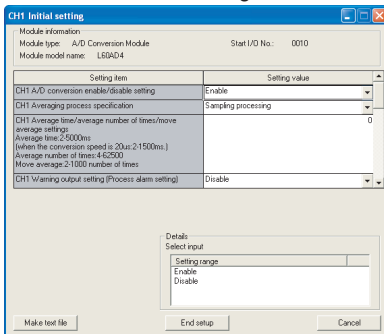 CH1 Initial setting
Module information
Module type: A/D Conversion Module Start I/O No.: 0010
Module model name: L60AD4
Setting item Setting value
CH1 A/D conversion enable/disable setting Enable
CH1 Averaging process specification Sampling processing
CH1 Average time/average number of times/move 0
average settings
Average time:2-5000ms
(when the conversion speed is 20us:2-1500ms.)
Average number of times:4-62500
Move average:2-1000 number of times
CH1 Warning output setting (Process alarm setting) Disable
Details
Select input
Setting range
Enable
Disable
Make text file End setup Cancel